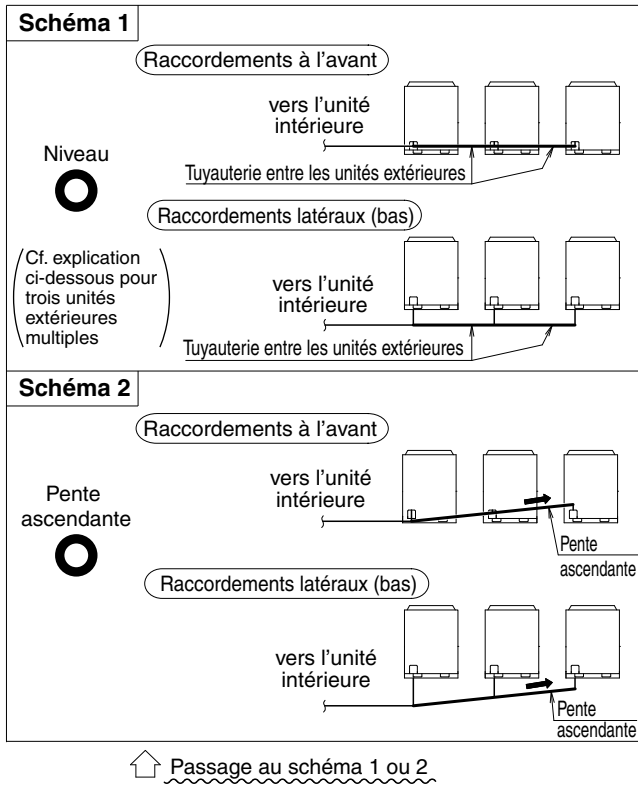 Schéma 1
Raccordements à l'avant
vers l'unité
intérieure
Niveau
Tuyauterie entre les unités extérieures
Raccordements latéraux (bas)
Cf. explication
ci-dessous pour
trois unités
extérieures
multiples
vers l'unité
intérieure
Tuyauterie entre les unités extérieures
Schéma 2
Raccordements à l'avant
vers l'unité
intérieure
Pente
ascendante
Pente
ascendante
Raccordements latéraux (bas)
vers l'unité
intérieure
Pente
ascendante
Passage au schéma 1 ou 2